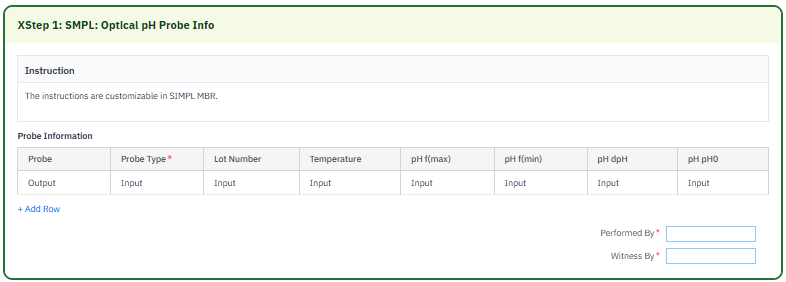 XStep 1: SMPL: Optical pH Probe Info
Instruction
The instructions are customizable in SIMPL MBR.
Probe Information
Probe Probe Type * Lot Number Temperature pH f(max) pH f(min) pH dpH pH pH0
Output Input Input Input Input Input Input Input
+ Add Row
Performed By *
Witness By *